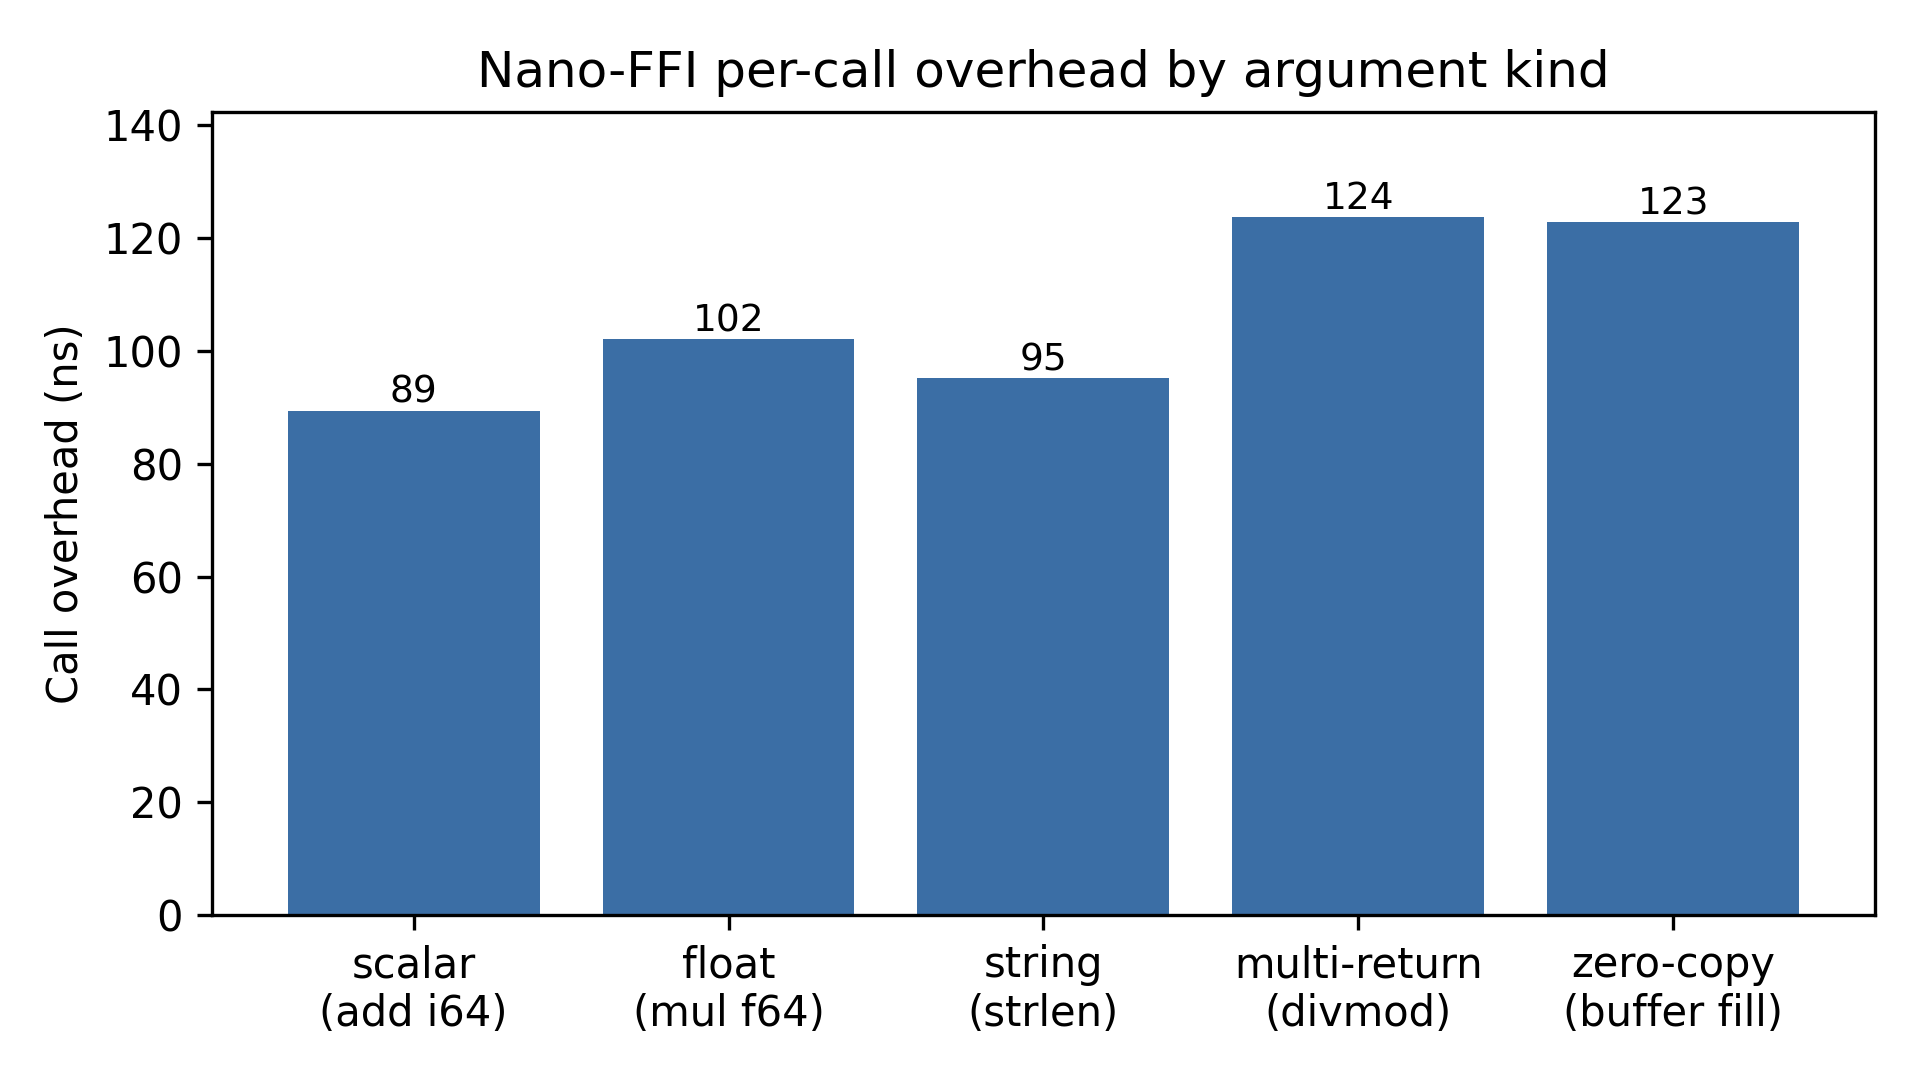 Nano-FFI per-call overhead by argument kind
Call overhead (ns)
140
120
100
80
60
40
20
0
89
102
95
124
123
scalar
(add i64)
float
(mul f64)
string
(strlen)
multi-return
(divmod)
zero-copy
(buffer fill)